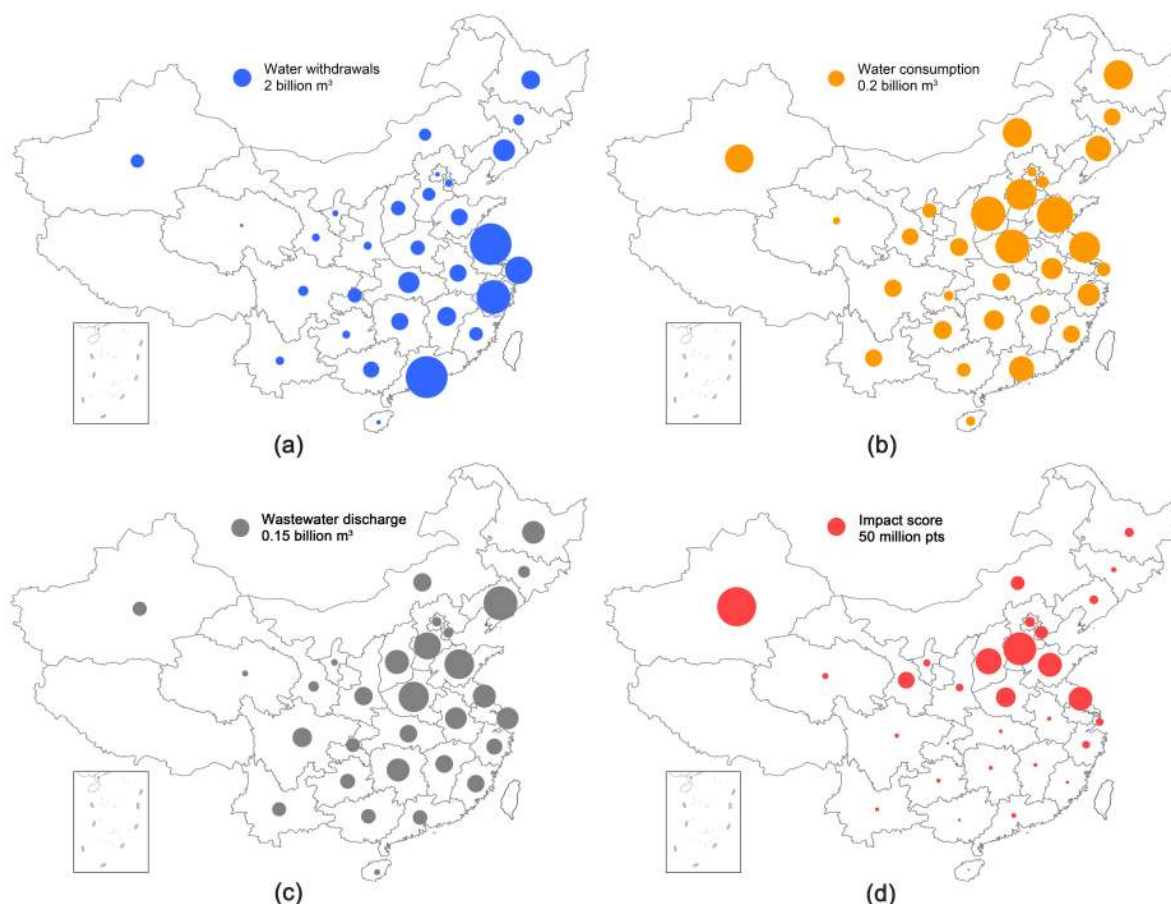 Water withdrawals
2 billion m³
Water consumption
0.2 billion m³
(a)
(b)
Wastewater discharge
0.15 billion m³
Impact score
50 million pts
(c)
(d)